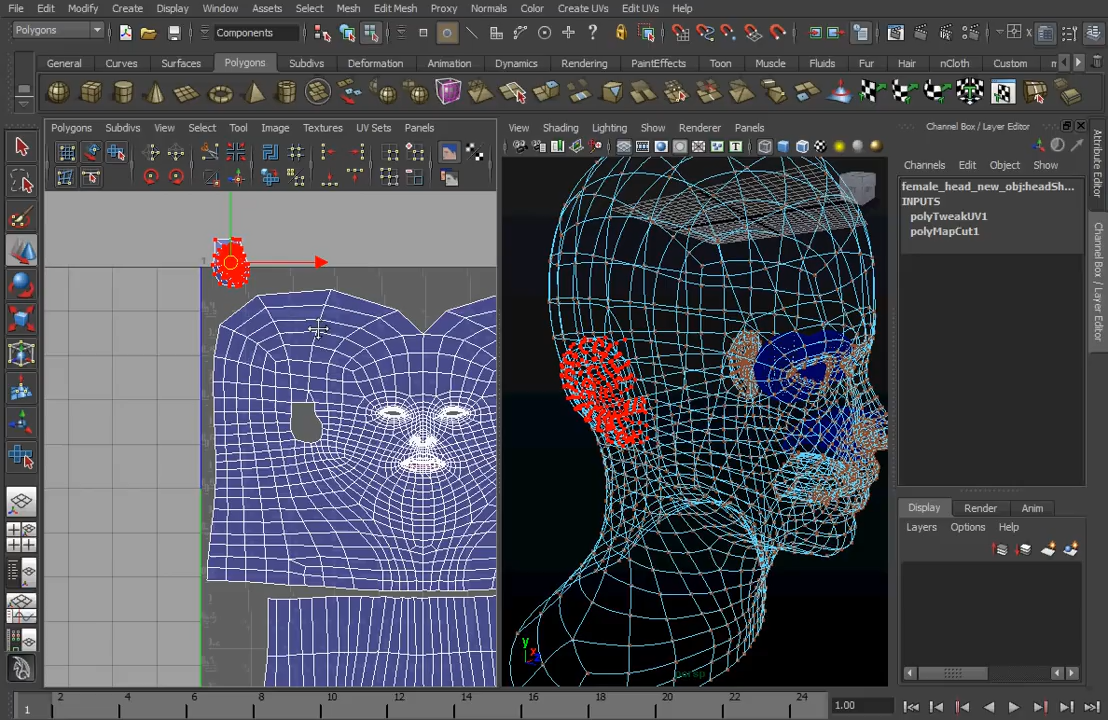 File Edit Modify Create Display Window Assets Select Mesh Edit Mesh Proxy Normals Color Create UVs Edit UVs Help
Polygons Components
General Curves Surfaces Polygons Subdivs Deformation Animation Dynamics Rendering PaintEffects Toon Muscle Fluids Fur Hair nCloth Custom
Polygons Subdivs View Select Tool Image Textures UV Sets Panels
View Shading Lighting Show Renderer Panels
Channel Box / Layer Editor
Channels Edit Object Show
female_head_new_obj:headSh...
INPUTS
polyTweakUV1
polyMapCut1
Attribute Editor
Channel Box / Layer Editor
Display Render Anim
Layers Options Help
y
z
persp
2 4 6 8 10 12 14 16 18 20 22 24
1
1.00